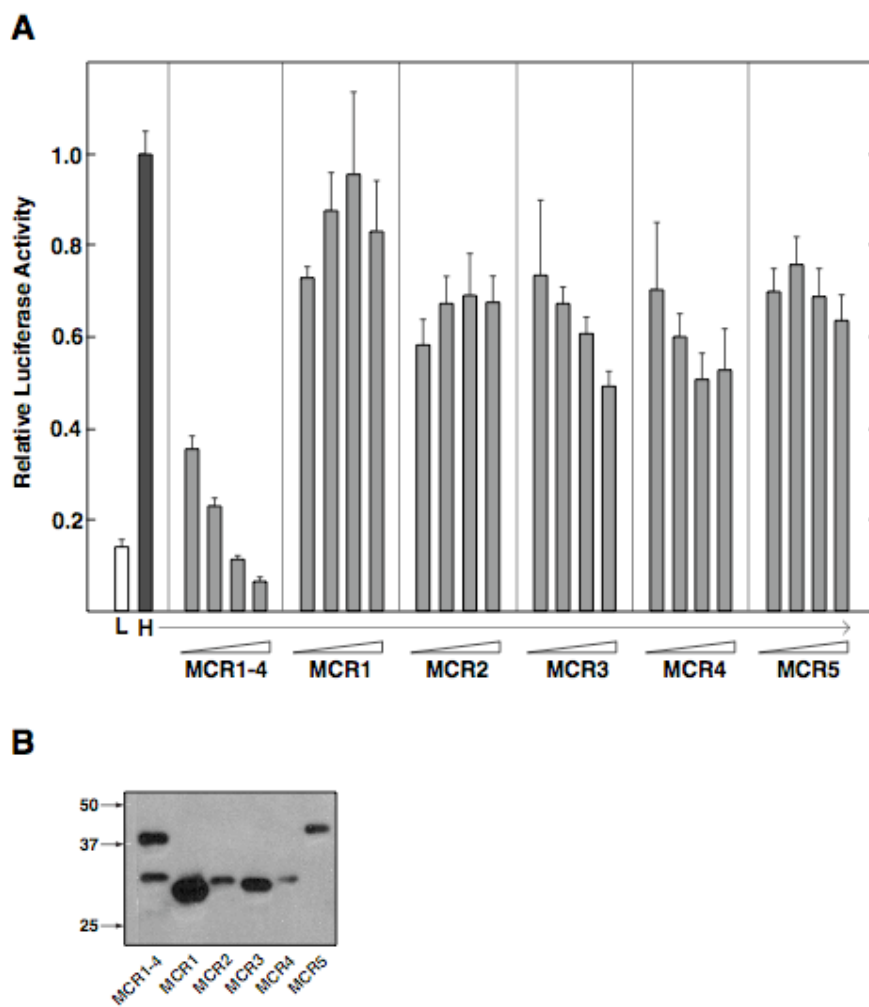 A
Relative Luciferase Activity
1.0
0.8
0.6
0.4
0.2
L H
MCR1-4 MCR1 MCR2 MCR3 MCR4 MCR5
B
50
37
25
MCR1-4 MCR1 MCR2 MCR3 MCR4 MCR5